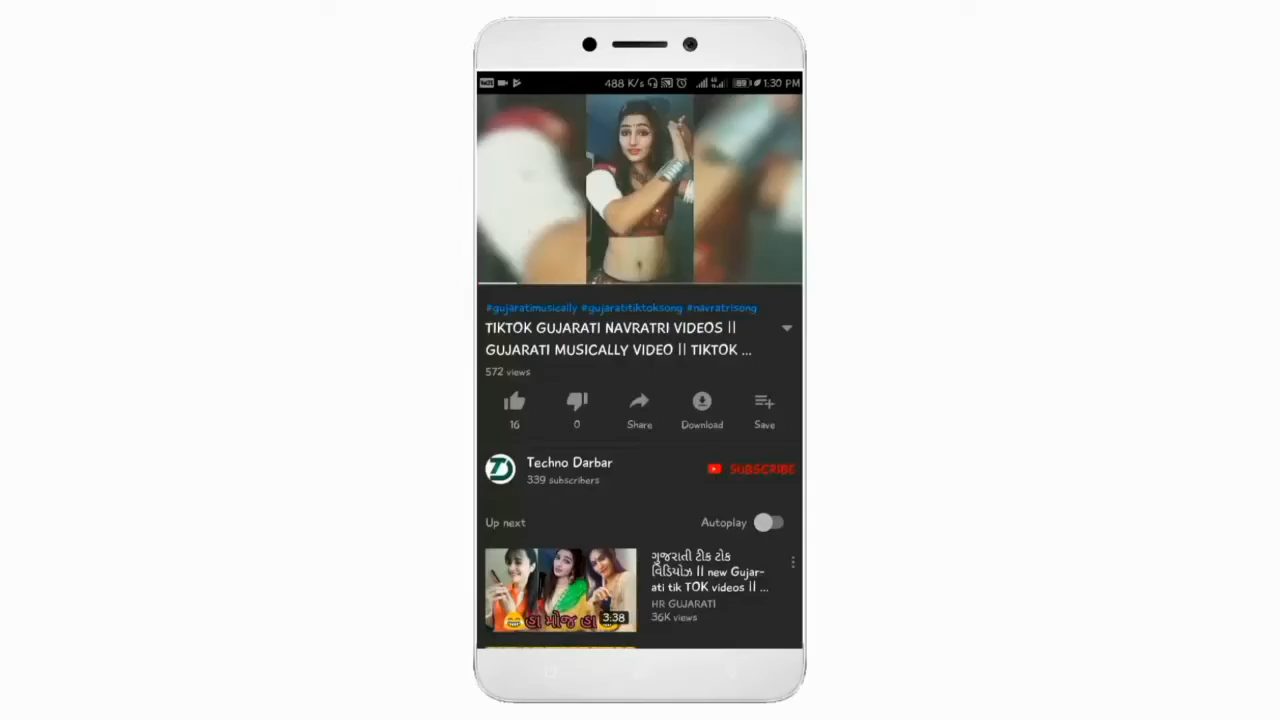 488 K/s 1:30 PM
#gujaratimusically #gujaratitiktoksong #navratrisong
TIKTOK GUJARATI NAVRATRI VIDEOS ||
GUJARATI MUSICALLY VIDEO || TIKTOK ...
572 views
16
0
Share
Download
Save
Techno Darbar
339 subscribers
SUBSCRIBE
Up next
Autoplay
ગુજરાતી ટીક ટોક
વિડિયોઝ || new Gujar-
ati tik TOK videos || ...
HR GUJARATI
36K views
હા મોજ હા
3:38